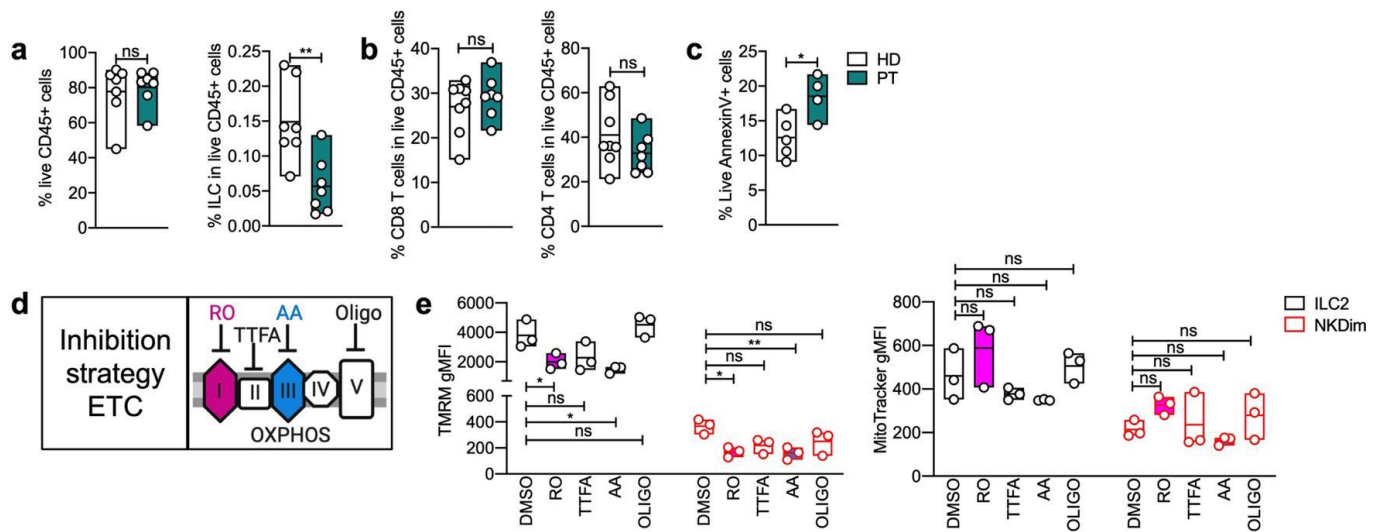 a
% live CD45+ cells
100
80
60
40
20
0
ns
% ILC in live CD45+ cells
0.25
0.20
0.15
0.10
0.05
0.00
**
b
% CD8 T cells in live CD45+ cells
40
30
20
10
0
ns
% CD4 T cells in live CD45+ cells
80
60
40
20
0
ns
c
% Live AnnexinV+ cells
25
20
15
10
5
0
*
HD
PT
d
Inhibition
strategy
ETC
RO
TTFA
AA
Oligo
I
II
III
IV
V
OXPHOS
e
TMRM gMFI
6000
4000
2000
600
400
200
0
*
ns
*
ns
ns
**
ns
*
DMSO
RO
TTFA
AA
OLIGO
DMSO
RO
TTFA
AA
OLIGO
MitoTracker gMFI
800
600
400
200
0
ns
ns
ns
ns
ns
ns
ns
ns
DMSO
RO
TTFA
AA
OLIGO
DMSO
RO
TTFA
AA
OLIGO
ILC2
NKDim